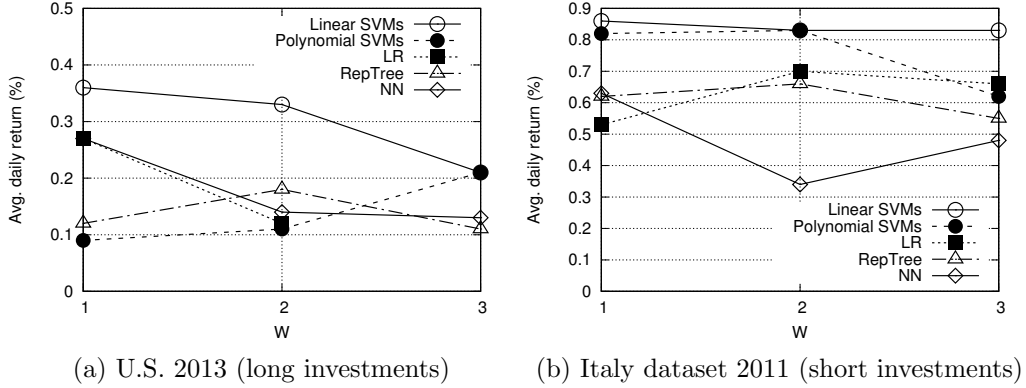 0.5
0.4
0.3
0.2
0.1
0
Avg. daily return (%)
Linear SVMs
Polynomial SVMs
LR
RepTree
NN
1 2 3
W
(a) U.S. 2013 (long investments)
0.9
0.8
0.7
0.6
0.5
0.4
0.3
0.2
0.1
0
Avg. daily return (%)
Linear SVMs
Polynomial SVMs
LR
RepTree
NN
1 2 3
W
(b) Italy dataset 2011 (short investments)